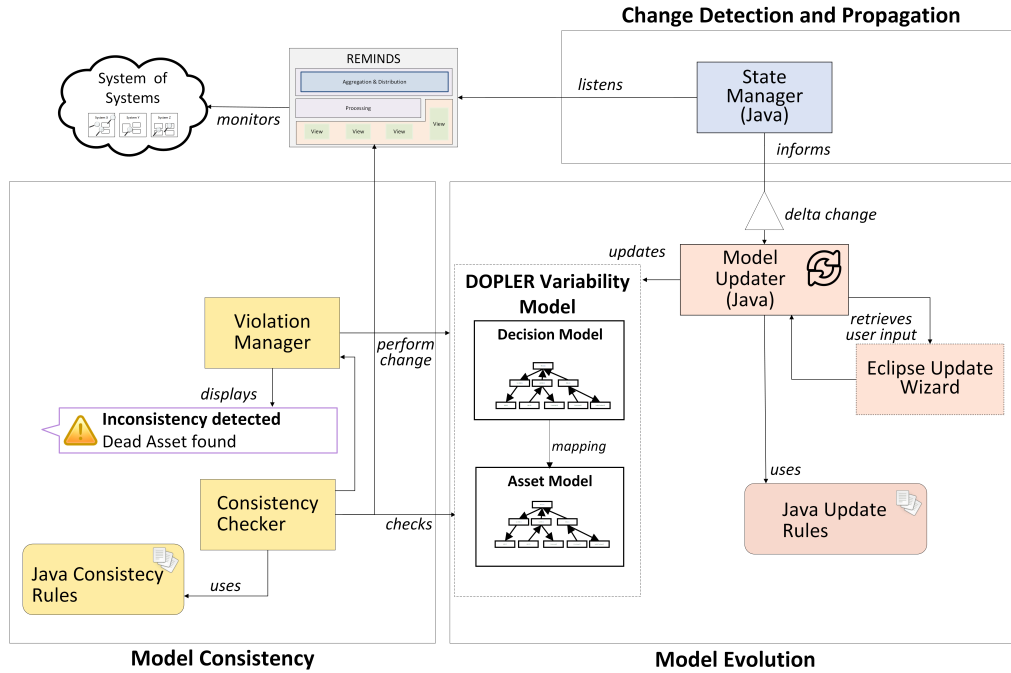 Change Detection and Propagation
System of
Systems
System X
System Y
System Z
monitors
REMINDS
Aggregation & Distribution
Processing
View
View
View
View
listens
State
Manager
(Java)
informs
delta change
updates
Model
Updater
(Java)
retrieves
user input
Eclipse Update
Wizard
uses
Java Update
Rules
DOPLER Variability
Model
Decision Model
mapping
Asset Model
Violation
Manager
perform
change
displays
Inconsistency detected
Dead Asset found
Consistency
Checker
checks
Java Consistecy
Rules
uses
Model Consistency
Model Evolution